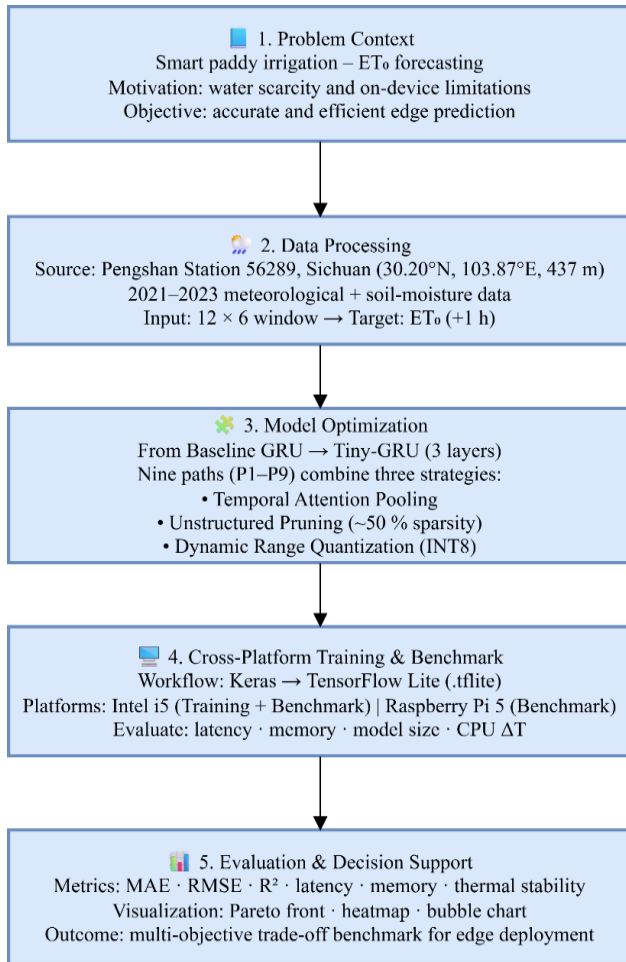 1. Problem Context
Smart paddy irrigation – ET₀ forecasting
Motivation: water scarcity and on-device limitations
Objective: accurate and efficient edge prediction
2. Data Processing
Source: Pengshan Station 56289, Sichuan (30.20°N, 103.87°E, 437 m)
2021–2023 meteorological + soil-moisture data
Input: 12 × 6 window → Target: ET₀ (+1 h)
3. Model Optimization
From Baseline GRU → Tiny-GRU (3 layers)
Nine paths (P1–P9) combine three strategies:
• Temporal Attention Pooling
• Unstructured Pruning (~50 % sparsity)
• Dynamic Range Quantization (INT8)
4. Cross-Platform Training & Benchmark
Workflow: Keras → TensorFlow Lite (.tflite)
Platforms: Intel i5 (Training + Benchmark) | Raspberry Pi 5 (Benchmark)
Evaluate: latency · memory · model size · CPU ΔT
5. Evaluation & Decision Support
Metrics: MAE · RMSE · R² · latency · memory · thermal stability
Visualization: Pareto front · heatmap · bubble chart
Outcome: multi-objective trade-off benchmark for edge deployment